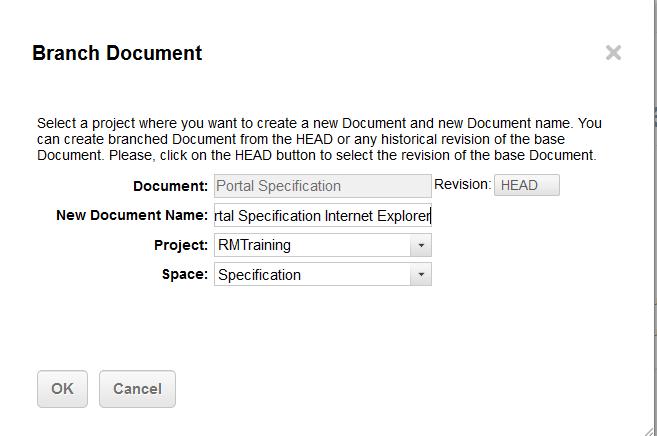 Branch Document
Select a project where you want to create a new Document and new Document name. You
can create branched Document from the HEAD or any historical revision of the base
Document. Please, click on the HEAD button to select the revision of the base Document.
Document: Portal Specification Revision: HEAD
New Document Name: rtal Specification Internet Explorer
Project: RMTraining
Space: Specification
OK Cancel